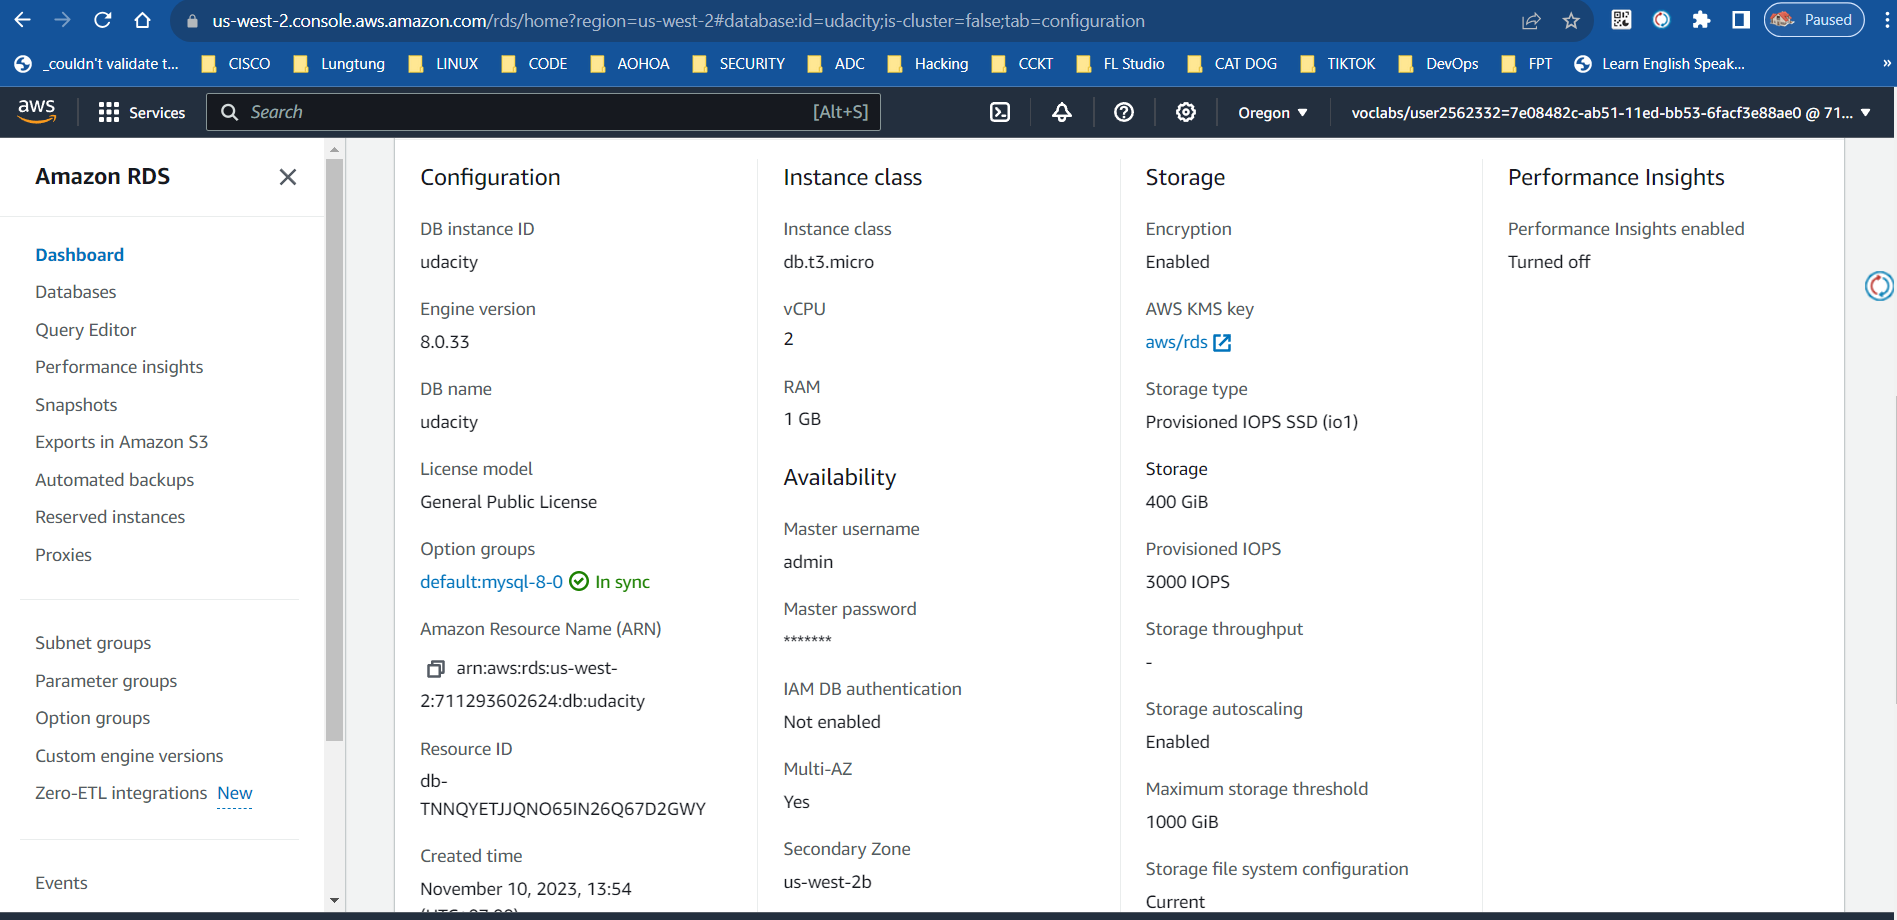 us-west-2.console.aws.amazon.com/rds/home?region=us-west-2#database:id=udacity;is-cluster=false;tab=configuration
Paused
_couldn't validate t...
CISCO
Lungtung
LINUX
CODE
AOHOA
SECURITY
ADC
Hacking
CCKT
FL Studio
CAT DOG
TIKTOK
DevOps
FPT
Learn English Speak...
»
aws
Services
Search
[Alt+S]
Oregon
voclabs/user2562332=7e08482c-ab51-11ed-bb53-6facf3e88ae0 @ 71...
Amazon RDS
Dashboard
Databases
Query Editor
Performance insights
Snapshots
Exports in Amazon S3
Automated backups
Reserved instances
Proxies
Subnet groups
Parameter groups
Option groups
Custom engine versions
Zero-ETL integrations New
Events
Configuration
DB instance ID
udacity
Engine version
8.0.33
DB name
udacity
License model
General Public License
Option groups
default:mysql-8-0 In sync
Amazon Resource Name (ARN)
arn:aws:rds:us-west-
2:711293602624:db:udacity
Resource ID
db-
TNNQYETJJQNO65IN26Q67D2GWY
Created time
November 10, 2023, 13:54
Instance class
Instance class
db.t3.micro
vCPU
2
RAM
1 GB
Availability
Master username
admin
Master password
*******
IAM DB authentication
Not enabled
Multi-AZ
Yes
Secondary Zone
us-west-2b
Storage
Encryption
Enabled
AWS KMS key
aws/rds
Storage type
Provisioned IOPS SSD (io1)
Storage
400 GiB
Provisioned IOPS
3000 IOPS
Storage throughput
-
Storage autoscaling
Enabled
Maximum storage threshold
1000 GiB
Storage file system configuration
Current
Performance Insights
Performance Insights enabled
Turned off